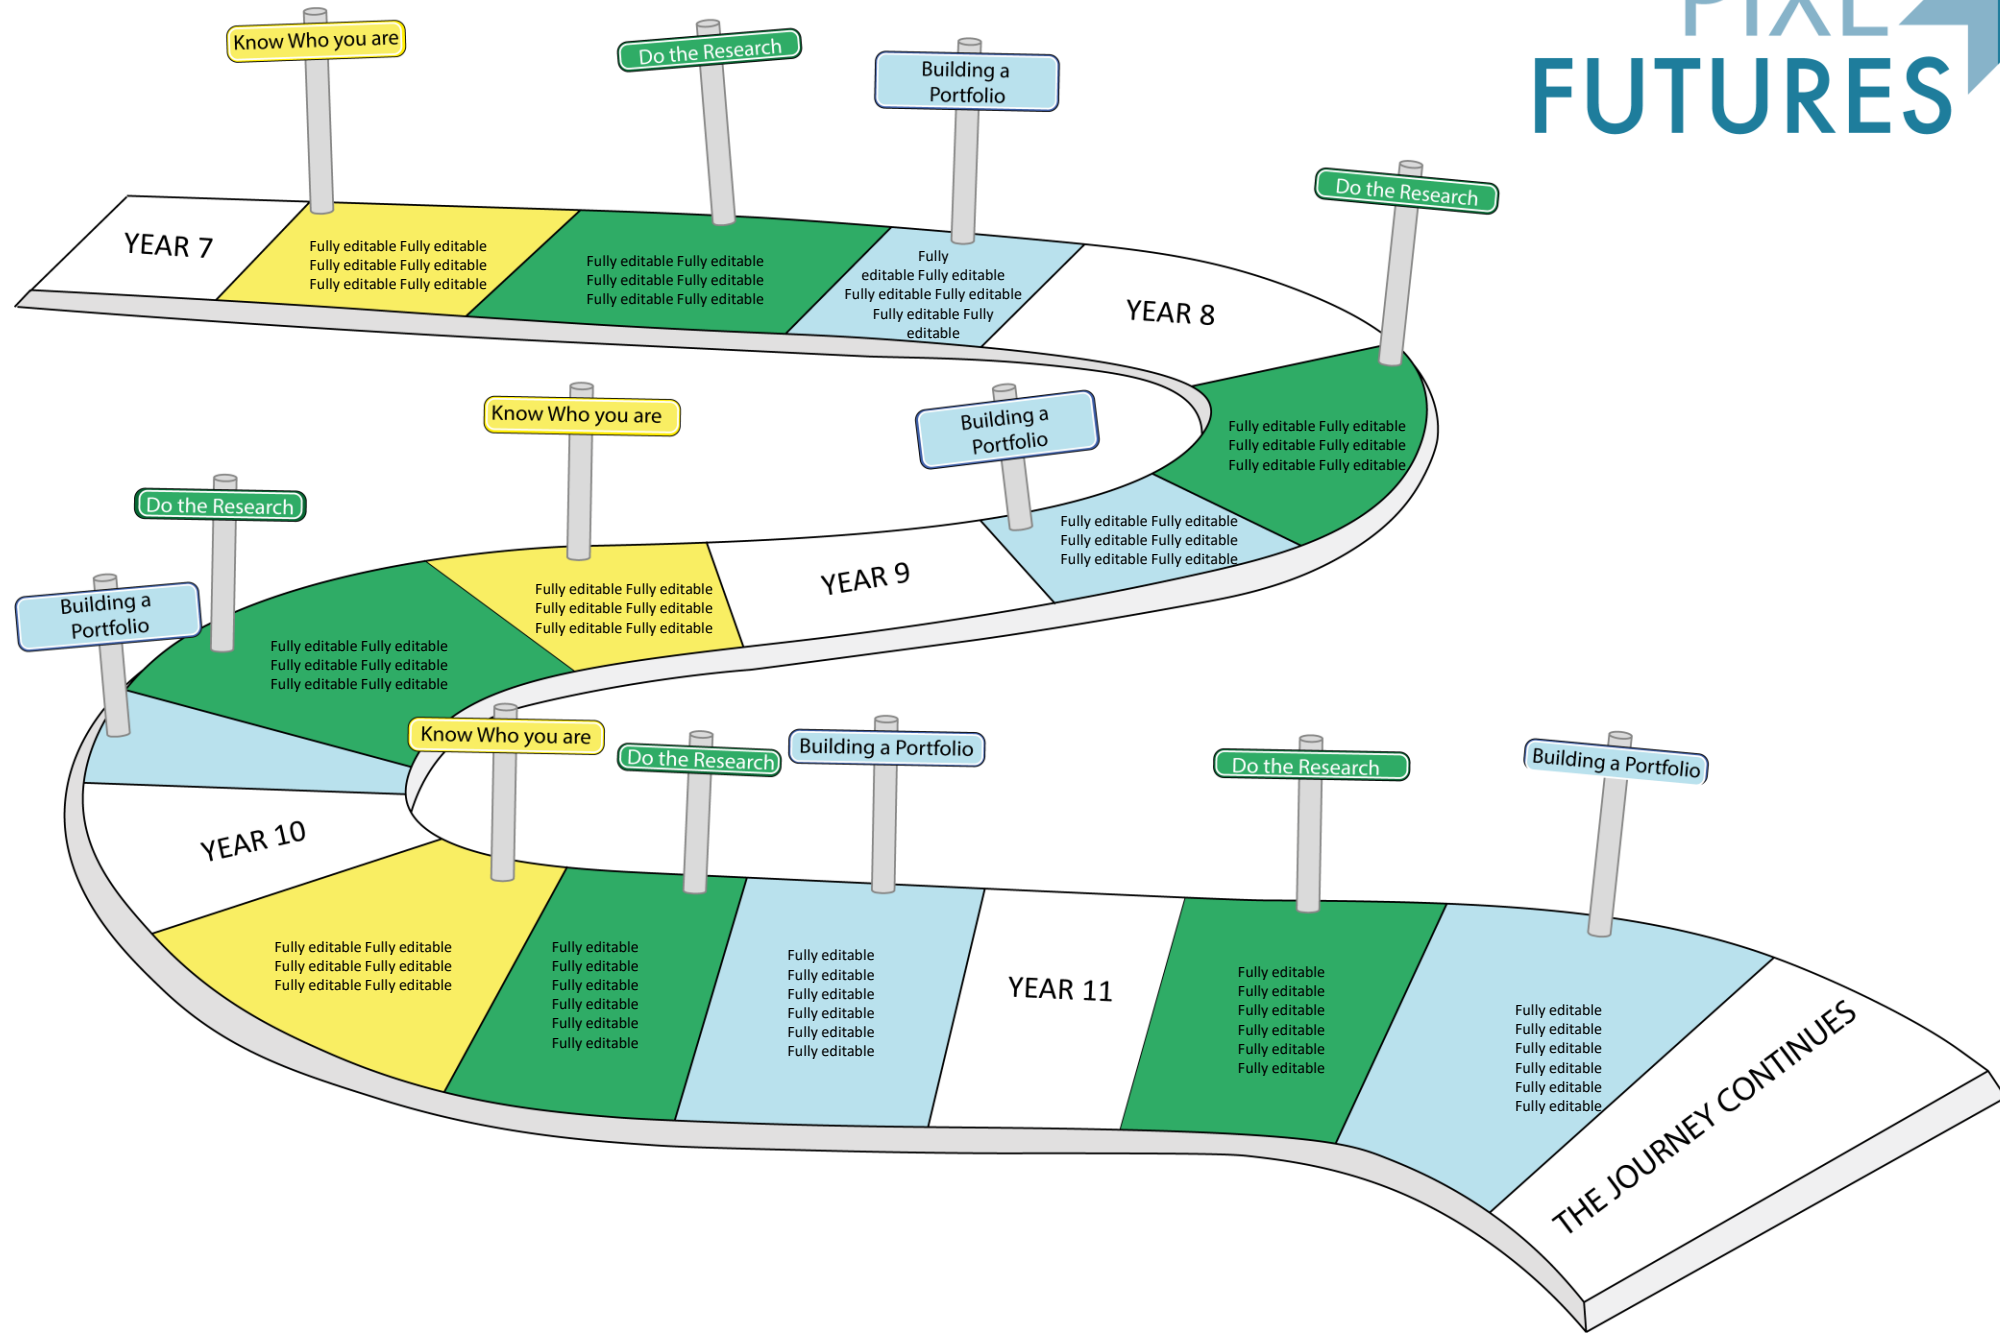 PIXL
FUTURES
Know Who you are
Do the Research
Building a
Portfolio
Do the Research
YEAR 7
Fully editable Fully editable
Fully editable Fully editable
Fully editable Fully editable
Fully editable Fully editable
Fully editable Fully editable
Fully editable Fully editable
Fully
editable Fully editable
Fully editable Fully editable
Fully editable Fully
editable
YEAR 8
Fully editable Fully editable
Fully editable Fully editable
Fully editable Fully editable
Building a
Portfolio
Fully editable Fully editable
Fully editable Fully editable
Fully editable Fully editable
YEAR 9
Know Who you are
Fully editable Fully editable
Fully editable Fully editable
Fully editable Fully editable
Do the Research
Fully editable Fully editable
Fully editable Fully editable
Fully editable Fully editable
Building a
Portfolio
YEAR 10
Know Who you are
Fully editable Fully editable
Fully editable Fully editable
Fully editable Fully editable
Do the Research
Fully editable
Fully editable
Fully editable
Fully editable
Fully editable
Fully editable
Building a Portfolio
Fully editable
Fully editable
Fully editable
Fully editable
Fully editable
Fully editable
YEAR 11
Do the Research
Fully editable
Fully editable
Fully editable
Fully editable
Fully editable
Fully editable
Building a Portfolio
Fully editable
Fully editable
Fully editable
Fully editable
Fully editable
Fully editable
THE JOURNEY CONTINUES